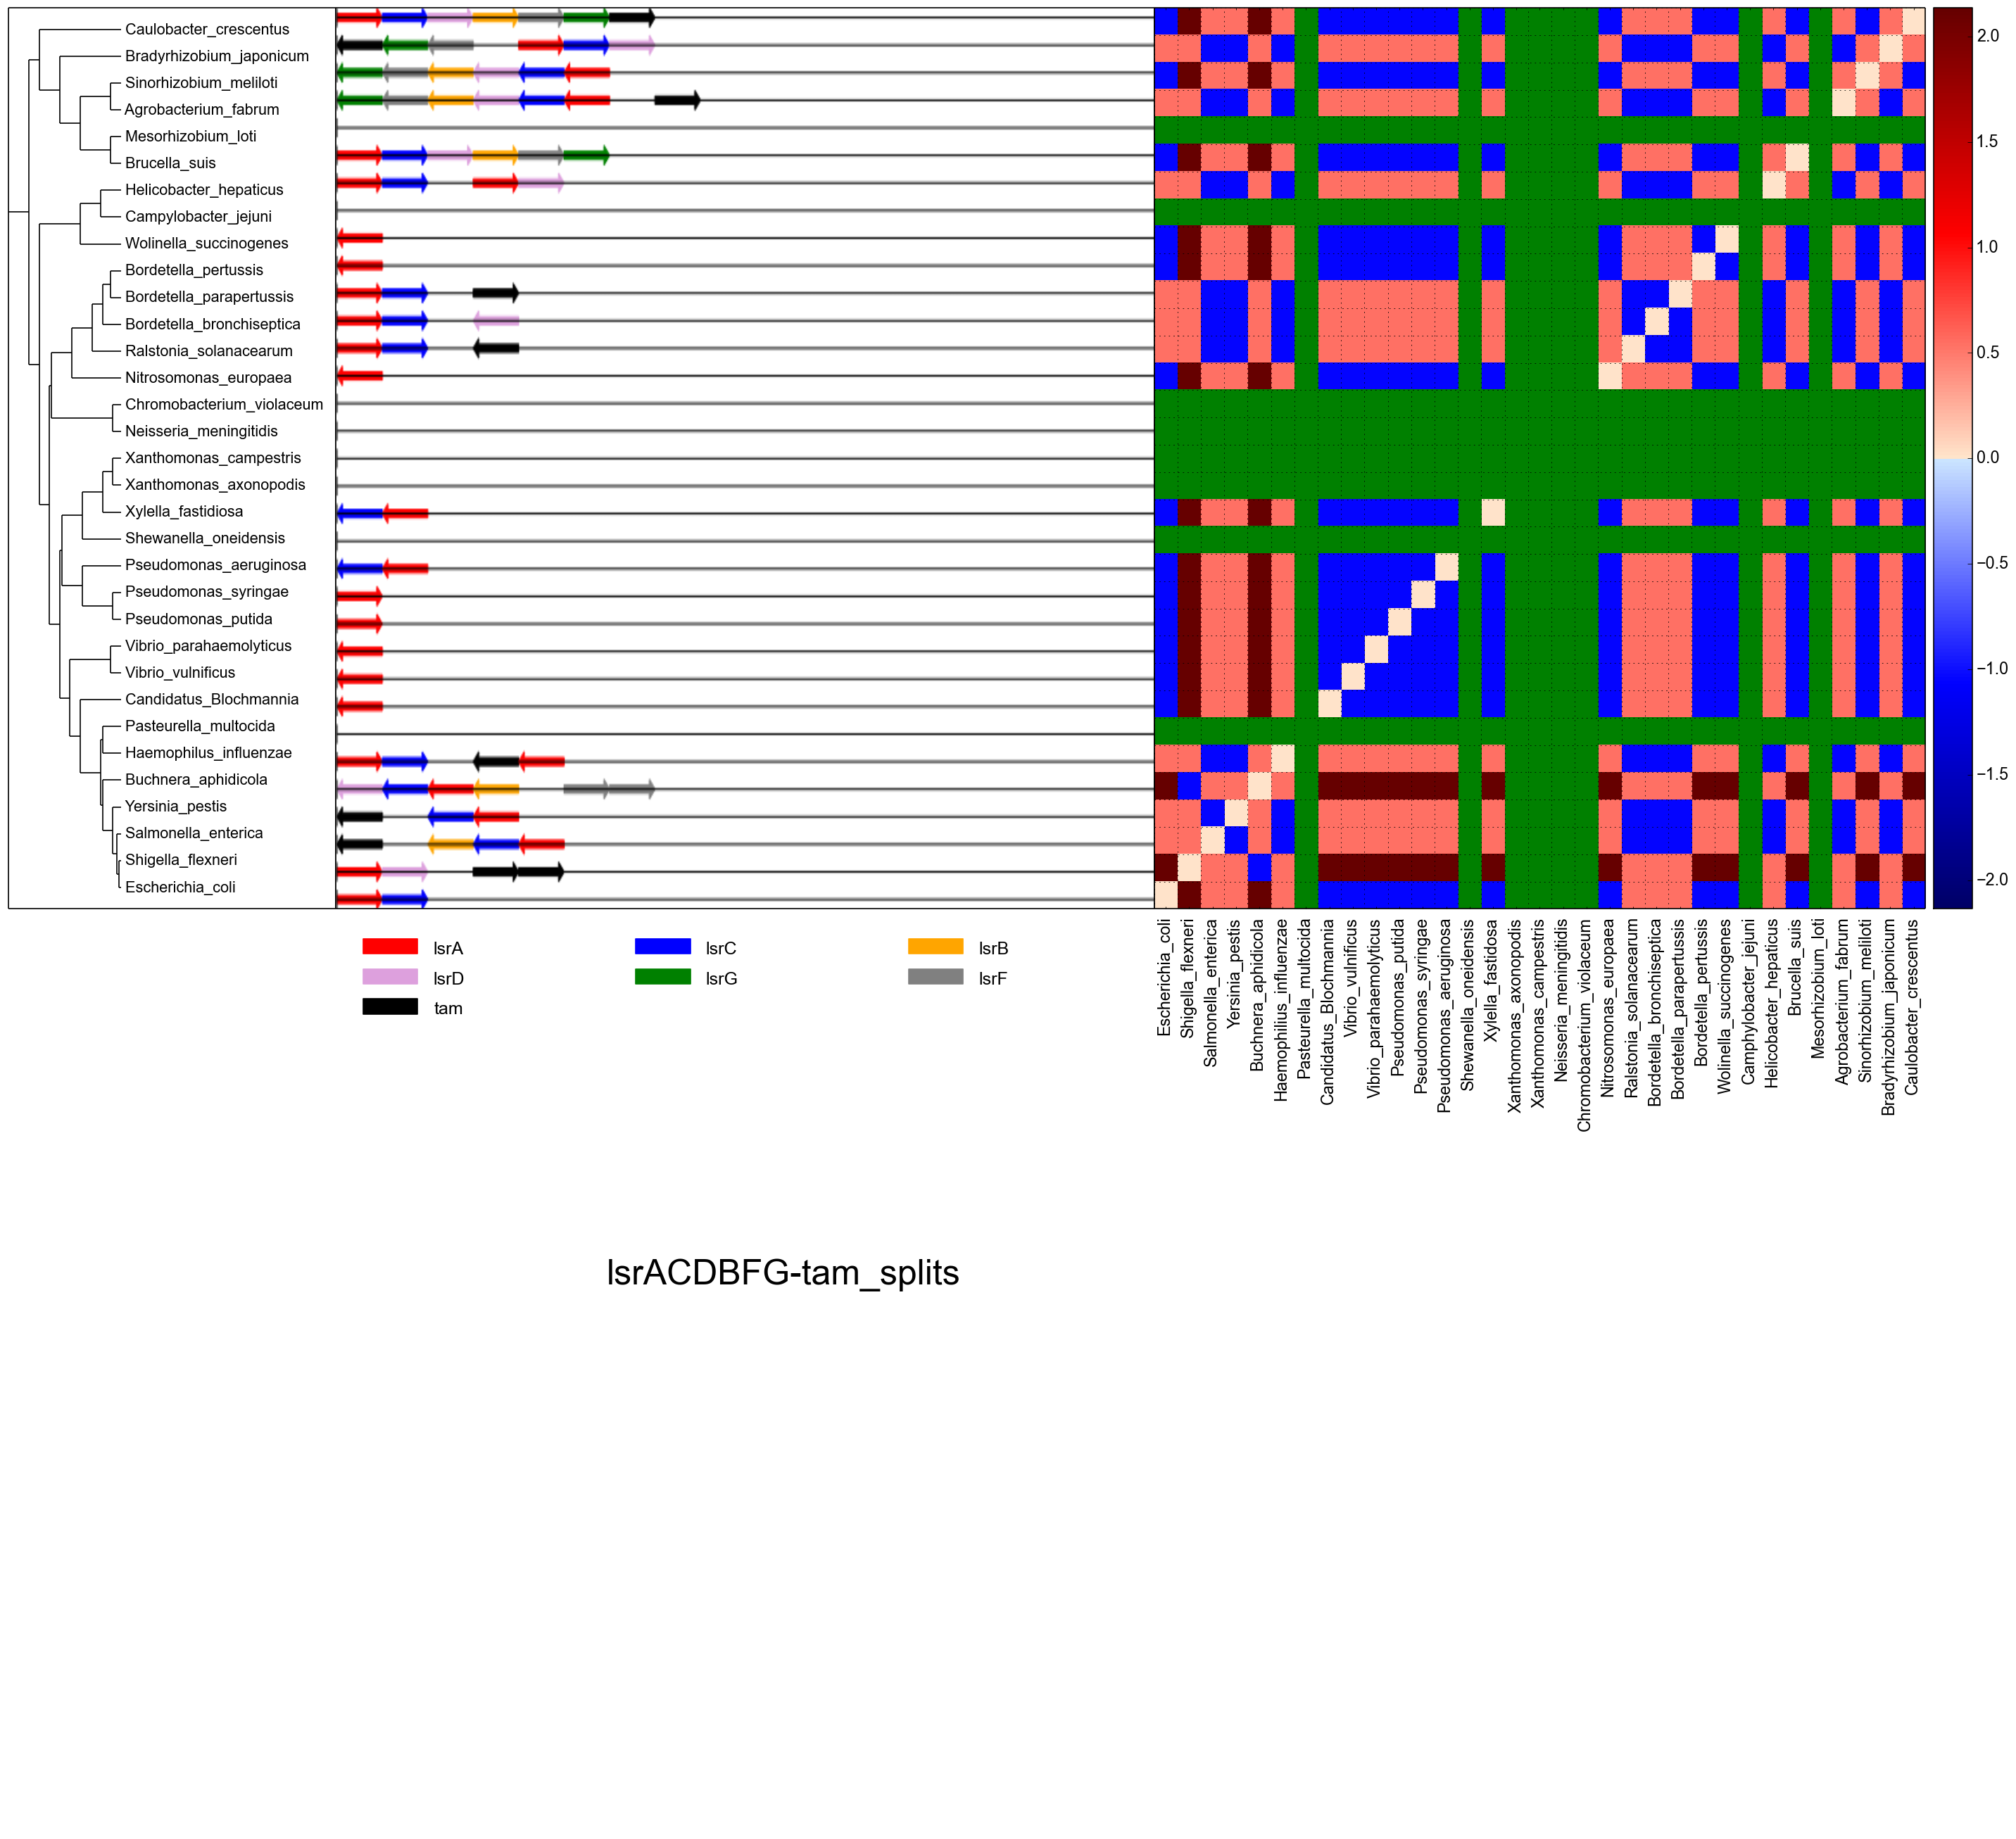 Caulobacter_crescentus
Bradyrhizobium_japonicum
Sinorhizobium_meliloti
Agrobacterium_fabrum
Mesorhizobium_loti
Brucella_suis
Helicobacter_hepaticus
Campylobacter_jejuni
Wolinella_succinogenes
Bordetella_pertussis
Bordetella_parapertussis
Bordetella_bronchiseptica
Ralstonia_solanacearum
Nitrosomonas_europaea
Chromobacterium_violaceum
Neisseria_meningitidis
Xanthomonas_campestris
Xanthomonas_axonopodis
Xylella_fastidiosa
Shewanella_oneidensis
Pseudomonas_aeruginosa
Pseudomonas_syringae
Pseudomonas_putida
Vibrio_parahaemolyticus
Vibrio_vulnificus
Candidatus_Blochmannia
Pasteurella_multocida
Haemophilus_influenzae
Buchnera_aphidicola
Yersinia_pestis
Salmonella_enterica
Shigella_flexneri
Escherichia_coli
2.0
1.5
1.0
0.5
0.0
−0.5
−1.0
−1.5
−2.0
lsrA lsrC lsrB
lsrD lsrG lsrF
tam
Escherichia_coli
Shigella_flexneri
Salmonella_enterica
Yersinia_pestis
Buchnera_aphidicola
Haemophilus_influenzae
Pasteurella_multocida
Candidatus_Blochmannia
Vibrio_vulnificus
Vibrio_parahaemolyticus
Pseudomonas_putida
Pseudomonas_syringae
Pseudomonas_aeruginosa
Shewanella_oneidensis
Xylella_fastidiosa
Xanthomonas_axonopodis
Xanthomonas_campestris
Neisseria_meningitidis
Chromobacterium_violaceum
Nitrosomonas_europaea
Ralstonia_solanacearum
Bordetella_bronchiseptica
Bordetella_parapertussis
Bordetella_pertussis
Wolinella_succinogenes
Camphylobacter_jejuni
Helicobacter_hepaticus
Brucella_suis
Mesorhizobium_loti
Agrobacterium_fabrum
Sinorhizobium_meliloti
Bradyrhizobium_japonicum
Caulobacter_crescentus
lsrACDBFG-tam_splits